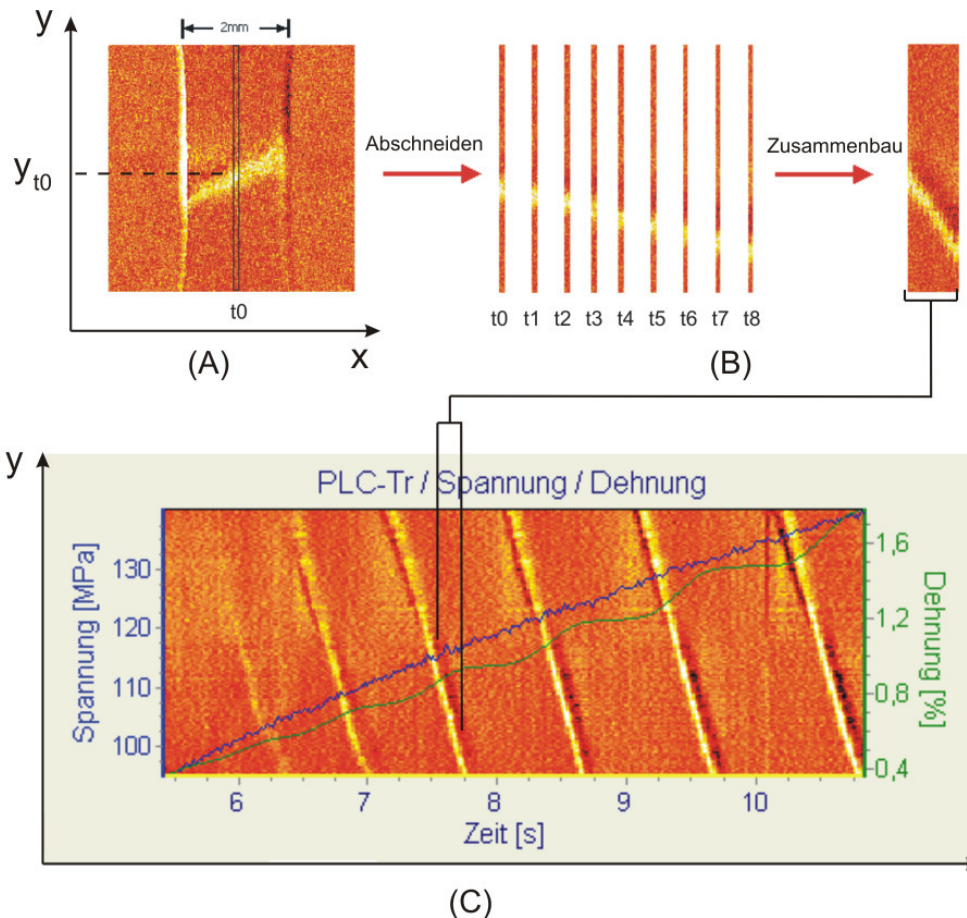 y
2mm
y_t0
t0
x
(A)
Abschneiden
t0 t1 t2 t3 t4 t5 t6 t7 t8
(B)
Zusammenbau
y
PLC-Tr / Spannung / Dehnung
Spannung [MPa]
130
120
110
100
1,6
1,2
0,8
0,4
Dehnung [%]
6 7 8 9 10
Zeit [s]
(C)